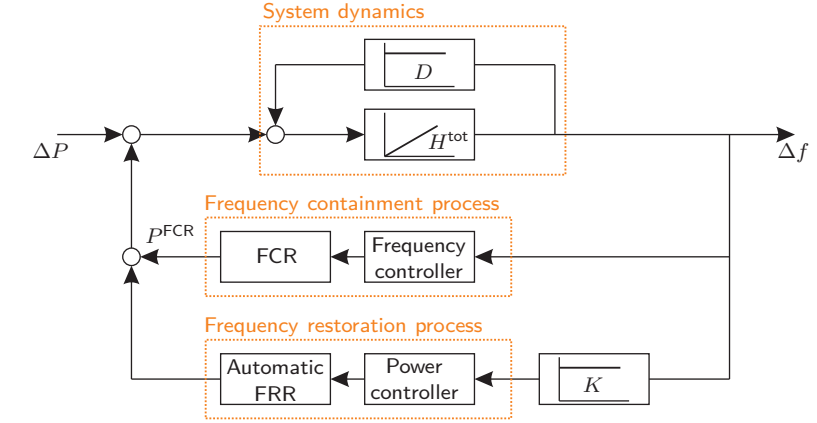 System dynamics
D
H^tot
ΔP
Δf
Frequency containment process
P^FCR
FCR
Frequency
controller
Frequency restoration process
Automatic
FRR
Power
controller
K